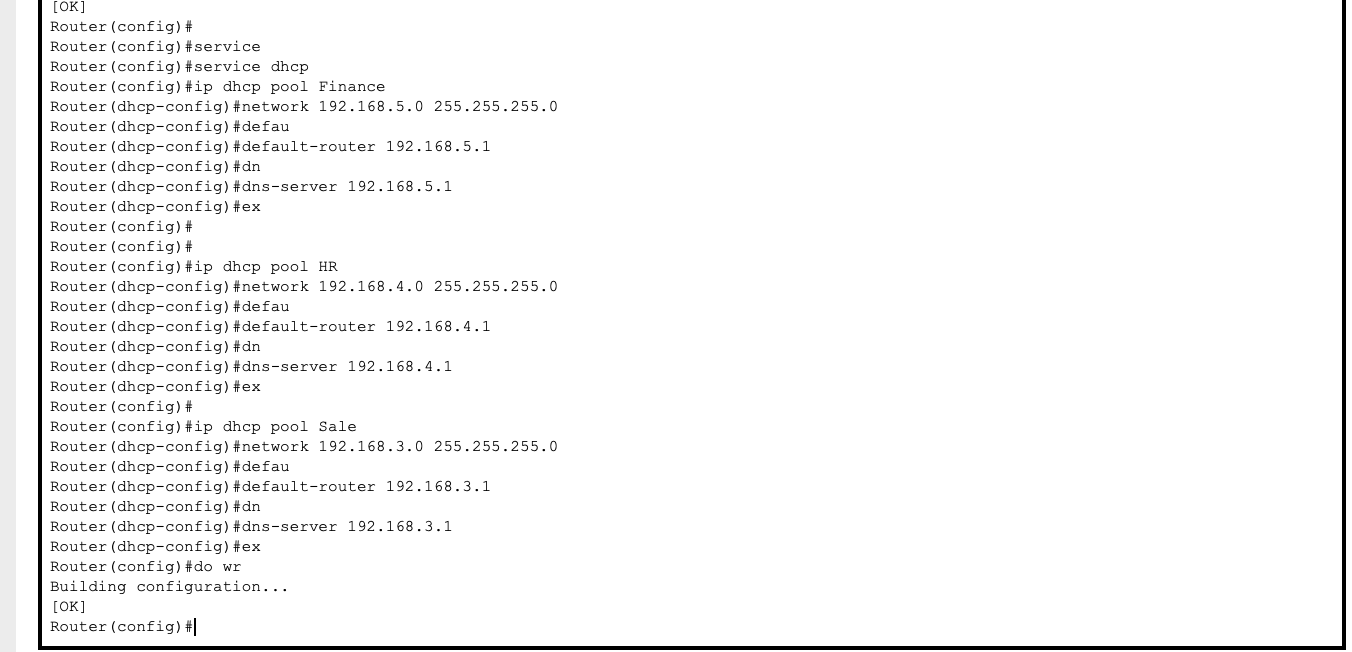 [OK]
Router(config)#
Router(config)#service
Router(config)#service dhcp
Router(config)#ip dhcp pool Finance
Router(dhcp-config)#network 192.168.5.0 255.255.255.0
Router(dhcp-config)#defau
Router(dhcp-config)#default-router 192.168.5.1
Router(dhcp-config)#dn
Router(dhcp-config)#dns-server 192.168.5.1
Router(dhcp-config)#ex
Router(config)#
Router(config)#
Router(config)#ip dhcp pool HR
Router(dhcp-config)#network 192.168.4.0 255.255.255.0
Router(dhcp-config)#defau
Router(dhcp-config)#default-router 192.168.4.1
Router(dhcp-config)#dn
Router(dhcp-config)#dns-server 192.168.4.1
Router(dhcp-config)#ex
Router(config)#
Router(config)#ip dhcp pool Sale
Router(dhcp-config)#network 192.168.3.0 255.255.255.0
Router(dhcp-config)#defau
Router(dhcp-config)#default-router 192.168.3.1
Router(dhcp-config)#dn
Router(dhcp-config)#dns-server 192.168.3.1
Router(dhcp-config)#ex
Router(config)#do wr
Building configuration...
[OK]
Router(config)#